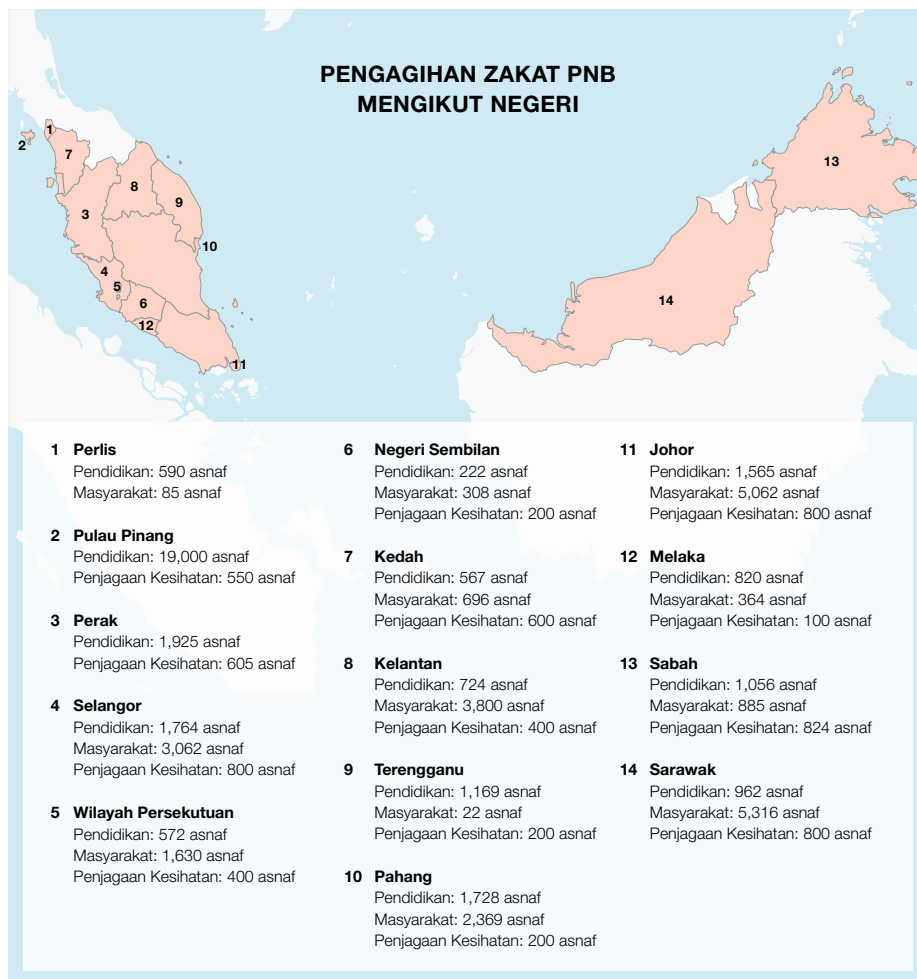 PENGAGIHAN ZAKAT PNB
MENGIKUT NEGERI
1
2
7
8
3
9
10
4
5
6
12
11
13
14
1 Perlis
Pendidikan: 590 asnaf
Masyarakat: 85 asnaf
2 Pulau Pinang
Pendidikan: 19,000 asnaf
Penjagaan Kesihatan: 550 asnaf
3 Perak
Pendidikan: 1,925 asnaf
Penjagaan Kesihatan: 605 asnaf
4 Selangor
Pendidikan: 1,764 asnaf
Masyarakat: 3,062 asnaf
Penjagaan Kesihatan: 800 asnaf
5 Wilayah Persekutuan
Pendidikan: 572 asnaf
Masyarakat: 1,630 asnaf
Penjagaan Kesihatan: 400 asnaf
6 Negeri Sembilan
Pendidikan: 222 asnaf
Masyarakat: 308 asnaf
Penjagaan Kesihatan: 200 asnaf
7 Kedah
Pendidikan: 567 asnaf
Masyarakat: 696 asnaf
Penjagaan Kesihatan: 600 asnaf
8 Kelantan
Pendidikan: 724 asnaf
Masyarakat: 3,800 asnaf
Penjagaan Kesihatan: 400 asnaf
9 Terengganu
Pendidikan: 1,169 asnaf
Masyarakat: 22 asnaf
Penjagaan Kesihatan: 200 asnaf
10 Pahang
Pendidikan: 1,728 asnaf
Masyarakat: 2,369 asnaf
Penjagaan Kesihatan: 200 asnaf
11 Johor
Pendidikan: 1,565 asnaf
Masyarakat: 5,062 asnaf
Penjagaan Kesihatan: 800 asnaf
12 Melaka
Pendidikan: 820 asnaf
Masyarakat: 364 asnaf
Penjagaan Kesihatan: 100 asnaf
13 Sabah
Pendidikan: 1,056 asnaf
Masyarakat: 885 asnaf
Penjagaan Kesihatan: 824 asnaf
14 Sarawak
Pendidikan: 962 asnaf
Masyarakat: 5,316 asnaf
Penjagaan Kesihatan: 800 asnaf